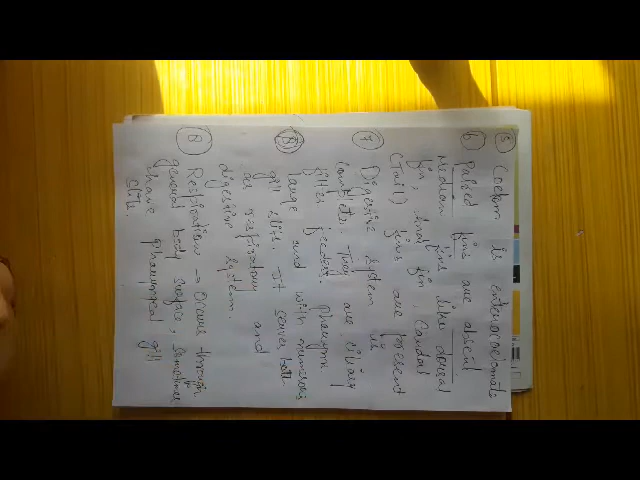 5 Coelom is enterocoelomate
6 Paired fins are absent
Median fins like dorsal
fin, anal fin, Caudal
(Tail) fins are present
7 Digestive system is
complete. They are ciliary
filter feeders. Pharynx
8 large and with numerous
gill slits. It serves both
as respiratory and
digestive system.
8 Respiration → Occurs through
general body surface, sometimes
have pharyngeal gill
slits.